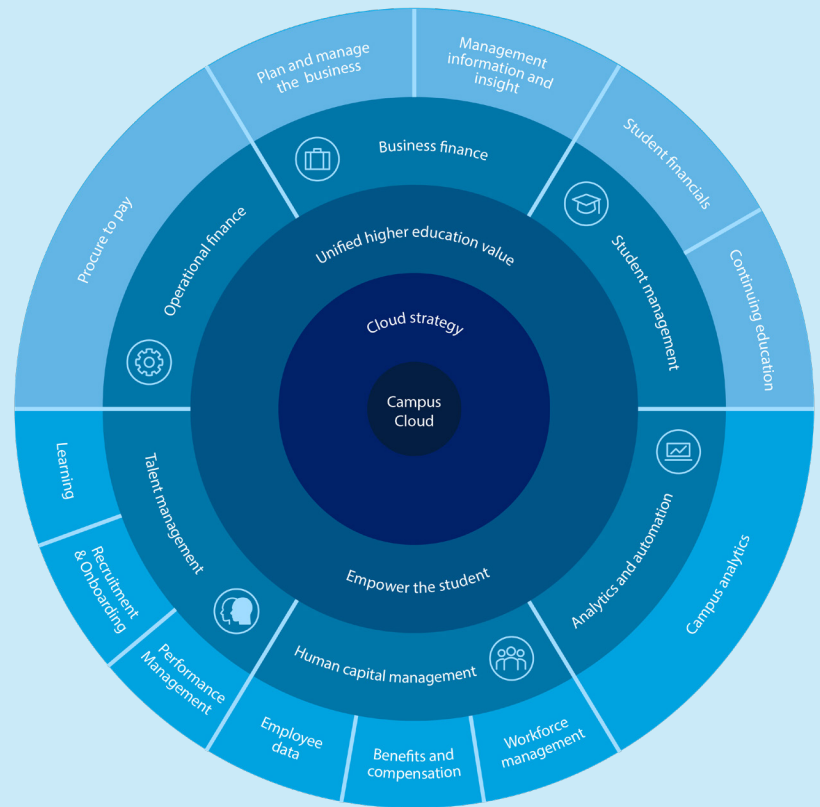 Plan and manage
the business
Management
information and
insight
Student financials
Continuing education
Procure to pay
Operational finance
Business finance
Student management
Unified higher education value
Cloud strategy
Campus
Cloud
Empower the student
Talent management
Human capital management
Analytics and automation
Learning
Recruitment
& Onboarding
Performance
Management
Employee
data
Benefits and
compensation
Workforce
management
Campus analytics